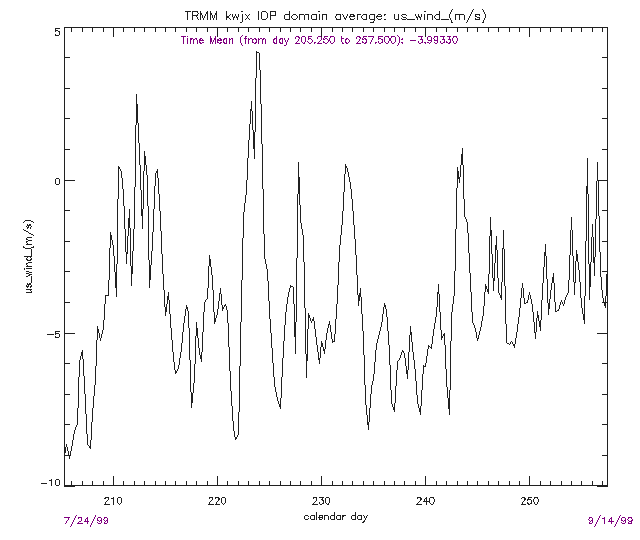 TRMM kwjx IOP domain average: us_wind_(m/s)
Time Mean (from day 205.250 to 257.500): -3.99330
5
0
-5
-10
us_wind_(m/s)
210 220 230 240 250
calendar day
7/24/99 9/14/99